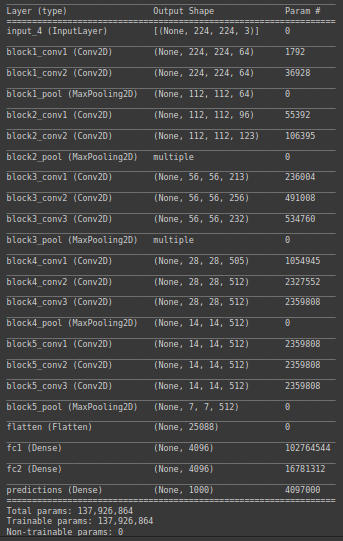 Layer (type) Output Shape Param #
input_4 (InputLayer) [(None, 224, 224, 3)] 0
block1_conv1 (Conv2D) (None, 224, 224, 64) 1792
block1_conv2 (Conv2D) (None, 224, 224, 64) 36928
block1_pool (MaxPooling2D) (None, 112, 112, 64) 0
block2_conv1 (Conv2D) (None, 112, 112, 96) 55392
block2_conv2 (Conv2D) (None, 112, 112, 123) 106395
block2_pool (MaxPooling2D) multiple 0
block3_conv1 (Conv2D) (None, 56, 56, 213) 236004
block3_conv2 (Conv2D) (None, 56, 56, 256) 491008
block3_conv3 (Conv2D) (None, 56, 56, 232) 534760
block3_pool (MaxPooling2D) multiple 0
block4_conv1 (Conv2D) (None, 28, 28, 505) 1054945
block4_conv2 (Conv2D) (None, 28, 28, 512) 2327552
block4_conv3 (Conv2D) (None, 28, 28, 512) 2359808
block4_pool (MaxPooling2D) (None, 14, 14, 512) 0
block5_conv1 (Conv2D) (None, 14, 14, 512) 2359808
block5_conv2 (Conv2D) (None, 14, 14, 512) 2359808
block5_conv3 (Conv2D) (None, 14, 14, 512) 2359808
block5_pool (MaxPooling2D) (None, 7, 7, 512) 0
flatten (Flatten) (None, 25088) 0
fc1 (Dense) (None, 4096) 102764544
fc2 (Dense) (None, 4096) 16781312
predictions (Dense) (None, 1000) 4097000
Total params: 137,926,864
Trainable params: 137,926,864
Non-trainable params: 0